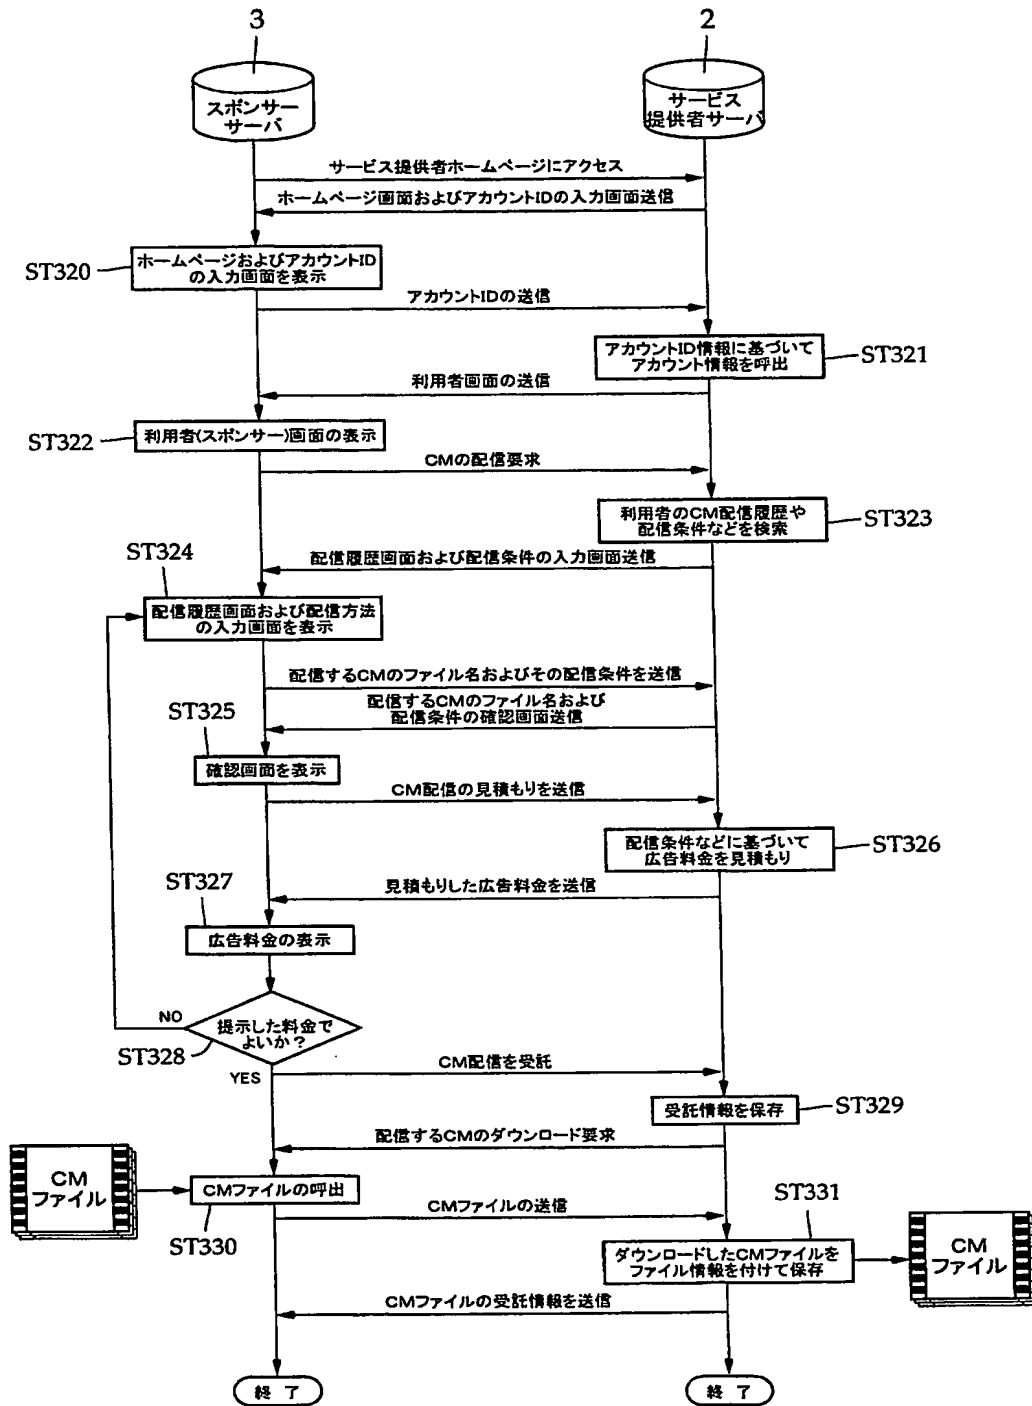 3
2
スポンサー
サーバ
サービス
提供者サーバ
サービス提供者ホームページにアクセス
ホームページ画面およびアカウントIDの入力画面送信
ST320
ホームページおよびアカウントID
の入力画面を表示
アカウントIDの送信
アカウントID情報に基づいて
アカウント情報を呼出
ST321
利用者画面の送信
ST322
利用者(スポンサー)画面の表示
CMの配信要求
利用者のCM配信履歴や
配信条件などを検索
ST323
ST324
配信履歴画面および配信条件の入力画面送信
配信履歴画面および配信方法
の入力画面を表示
配信するCMのファイル名およびその配信条件を送信
配信するCMのファイル名および
配信条件の確認画面送信
ST325
確認画面を表示
CM配信の見積もりを送信
配信条件などに基づいて
広告料金を見積もり
ST326
見積もりした広告料金を送信
ST327
広告料金の表示
NO
提示した料金で
よいか？
ST328
YES
CM配信を受託
受託情報を保存
ST329
配信するCMのダウンロード要求
CM
ファイル
CMファイルの呼出
ST330
CMファイルの送信
ST331
ダウンロードしたCMファイルを
ファイル情報を付けて保存
CM
ファイル
CMファイルの受託情報を送信
終 了
終 了